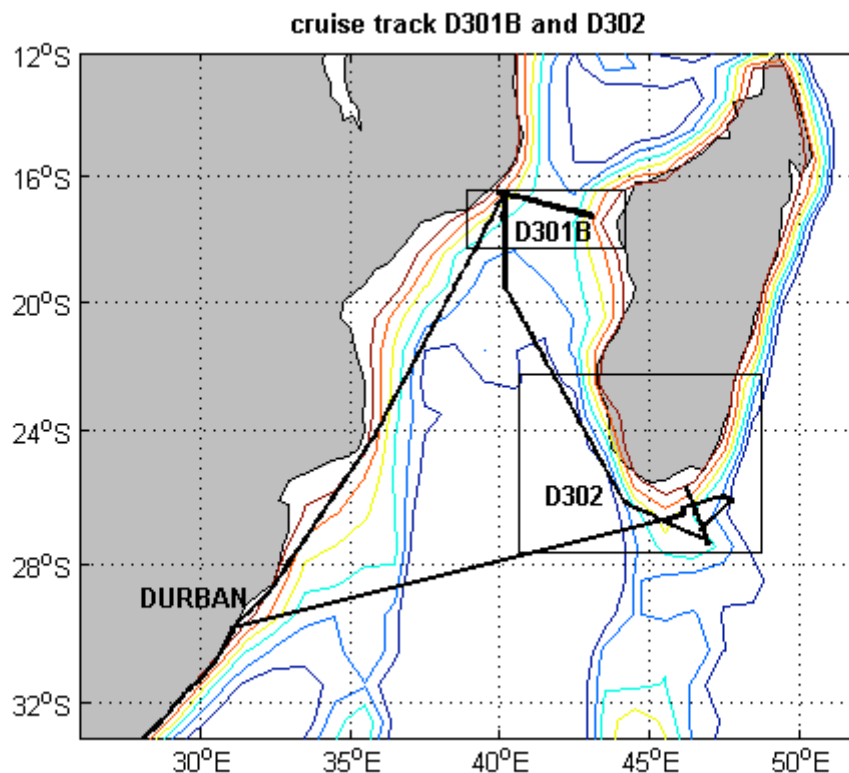 cruise track D301B and D302
12°S
16°S
D301B
20°S
24°S
D302
28°S
DURBAN
32°S
30°E 35°E 40°E 45°E 50°E